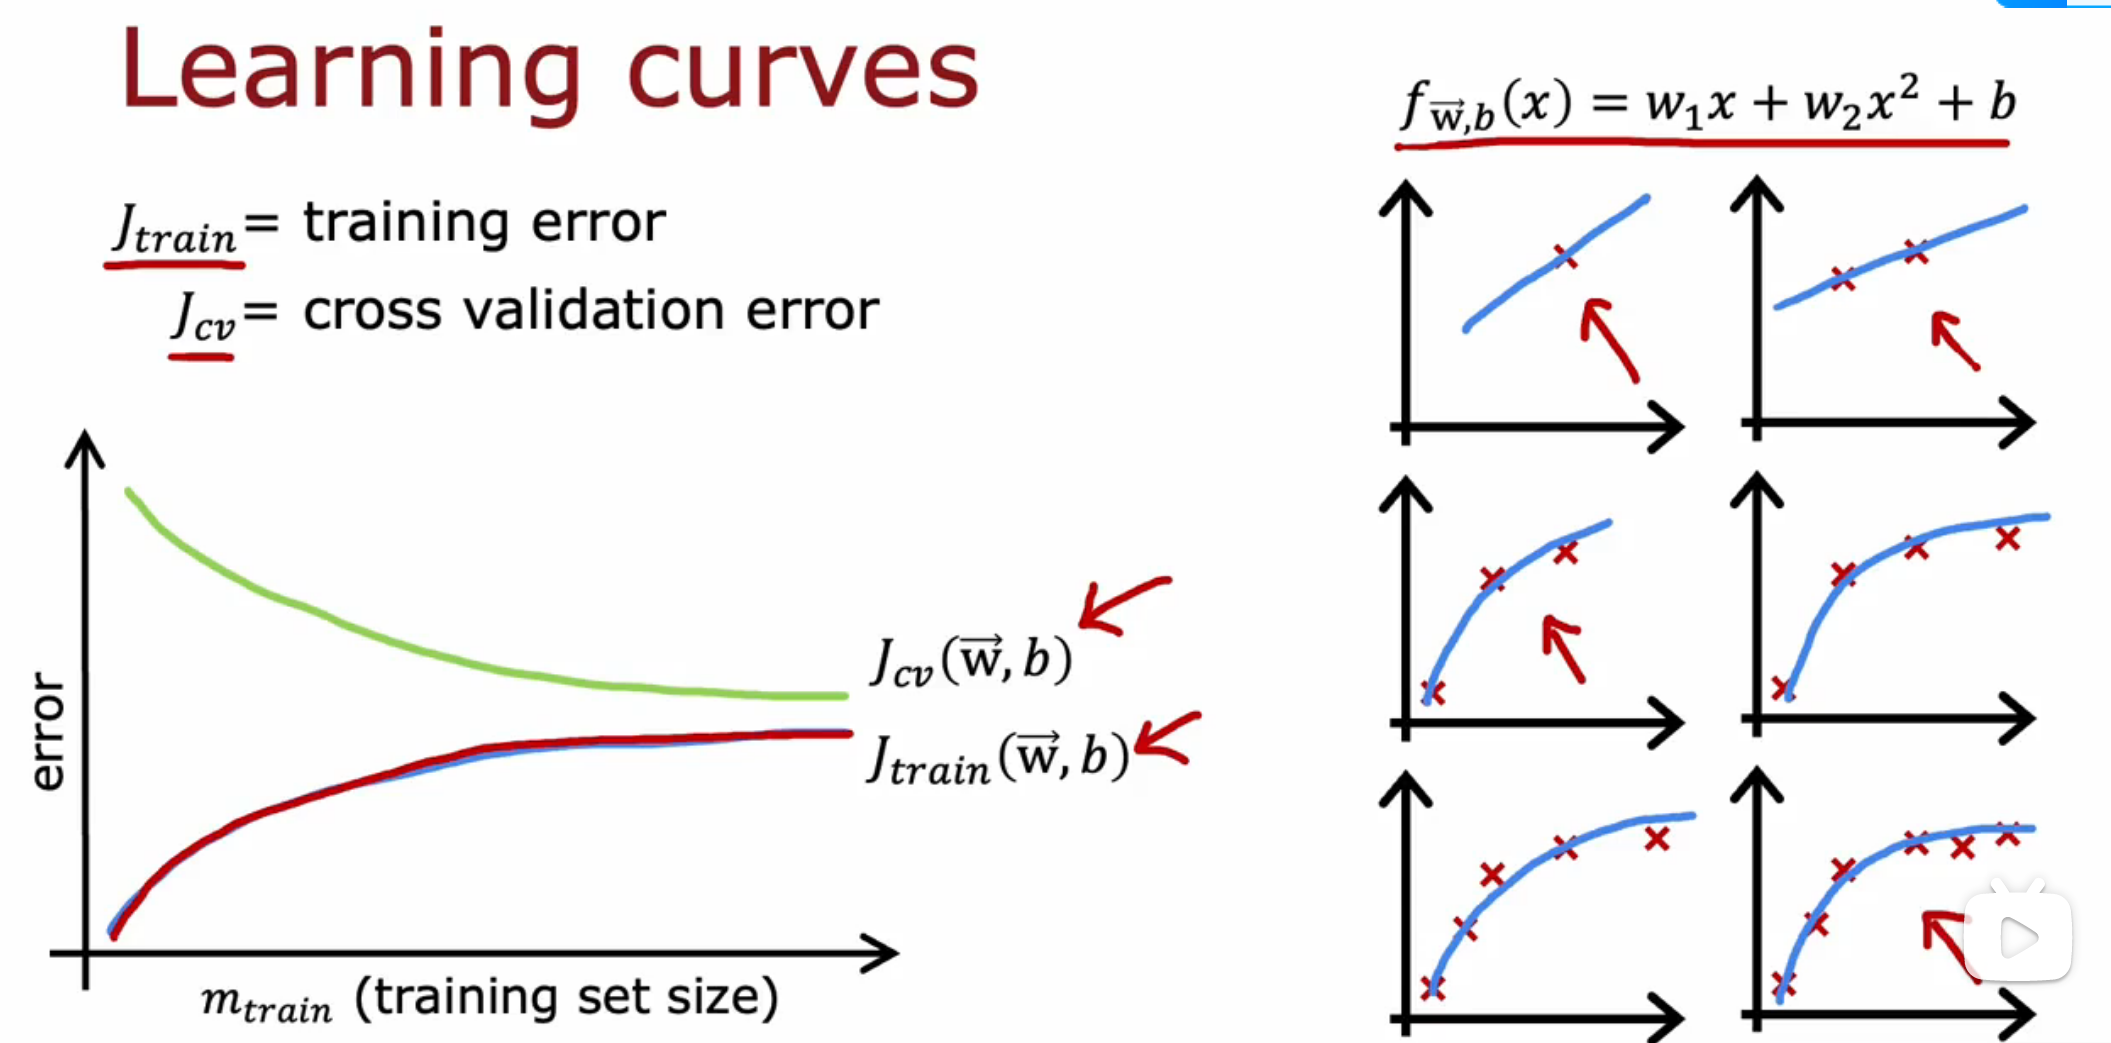 Learning curves
f_{\vec{w},b}(x) = w_1x + w_2x^2 + b
J_{train} = training error
J_{cv} = cross validation error
error
J_{cv}(\vec{w}, b)
J_{train}(\vec{w}, b)
m_{train} (training set size)